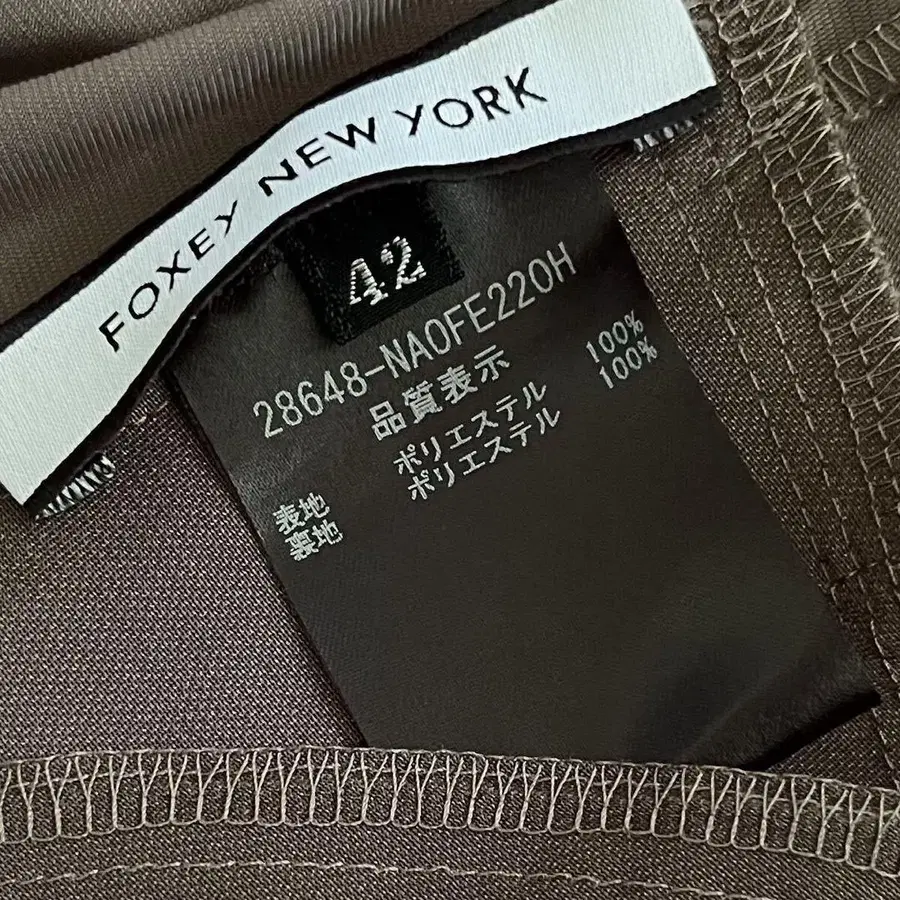 FOXEY NEW YORK
42
28648-NAOFE220H
品質表示
表地 ポリエステル 100%
裏地 ポリエステル 100%